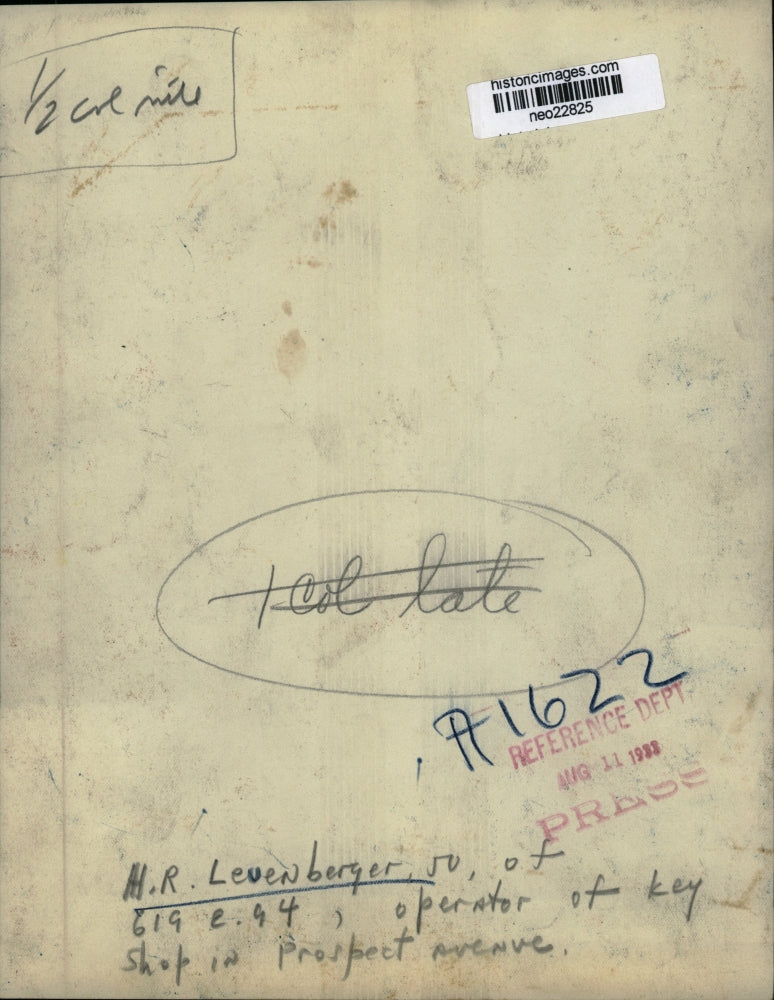 1/2 col nite
historicimages.com
neo22825
1 col late
A1622
REFERENCE DEPT
AUG 11 1938
PRESS
H.R. Levenberger, 50, of
619 E. 94, operator of key
shop in Prospect avenue.